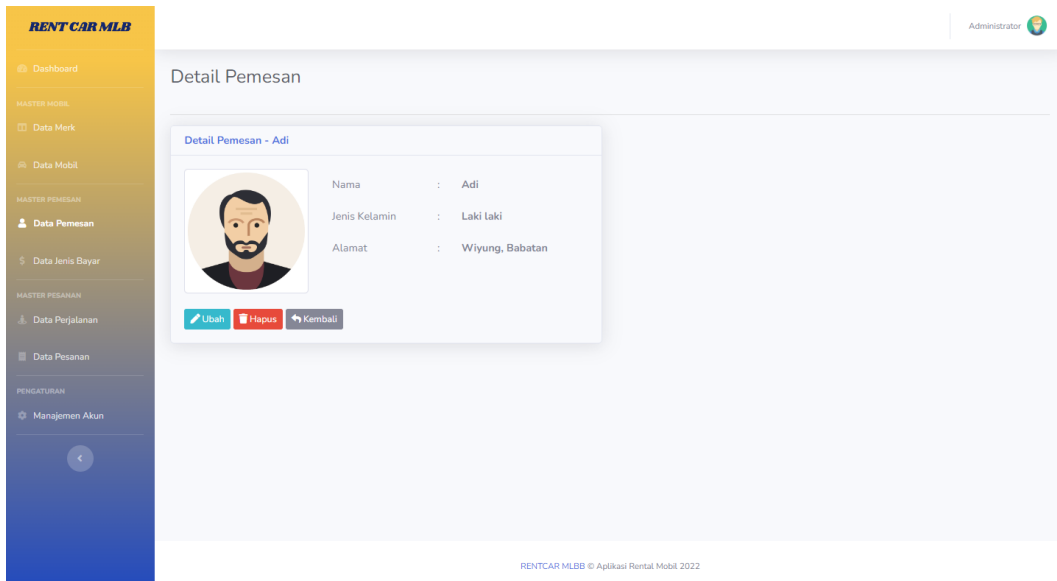 RENT CAR MLB
Administrator
Dashboard
MASTER MOBIL
Data Merk
Data Mobil
MASTER PEMESAN
Data Pemesan
Data Jenis Bayar
MASTER PESANAN
Data Perjalanan
Data Pesanan
PENGATURAN
Manajemen Akun
Detail Pemesan
Detail Pemesan - Adi
Nama : Adi
Jenis Kelamin : Laki laki
Alamat : Wiyung, Babatan
Ubah Hapus Kembali
RENTCAR MLBB © Aplikasi Rental Mobil 2022